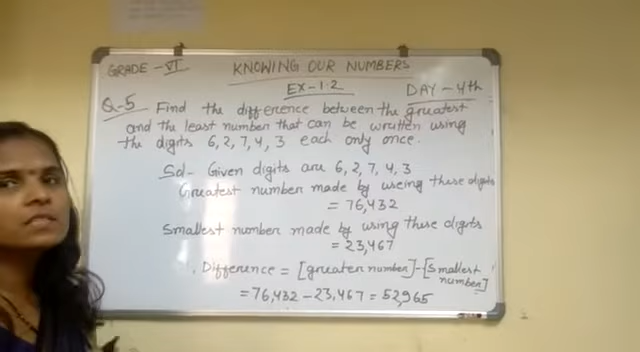 GRADE - VI
KNOWING OUR NUMBERS
EX-1.2
DAY - 4th
Q-5 Find the difference between the greatest
and the least number that can be written using
the digits 6, 2, 7, 4, 3 each only once.
Sol- Given digits are 6, 2, 7, 4, 3
Greatest number made by useing these digits
= 76,432
Smallest number made by using these digits
= 23,467
Difference = [greater number] - [smallest
number]
= 76,432 - 23,467 = 52,965